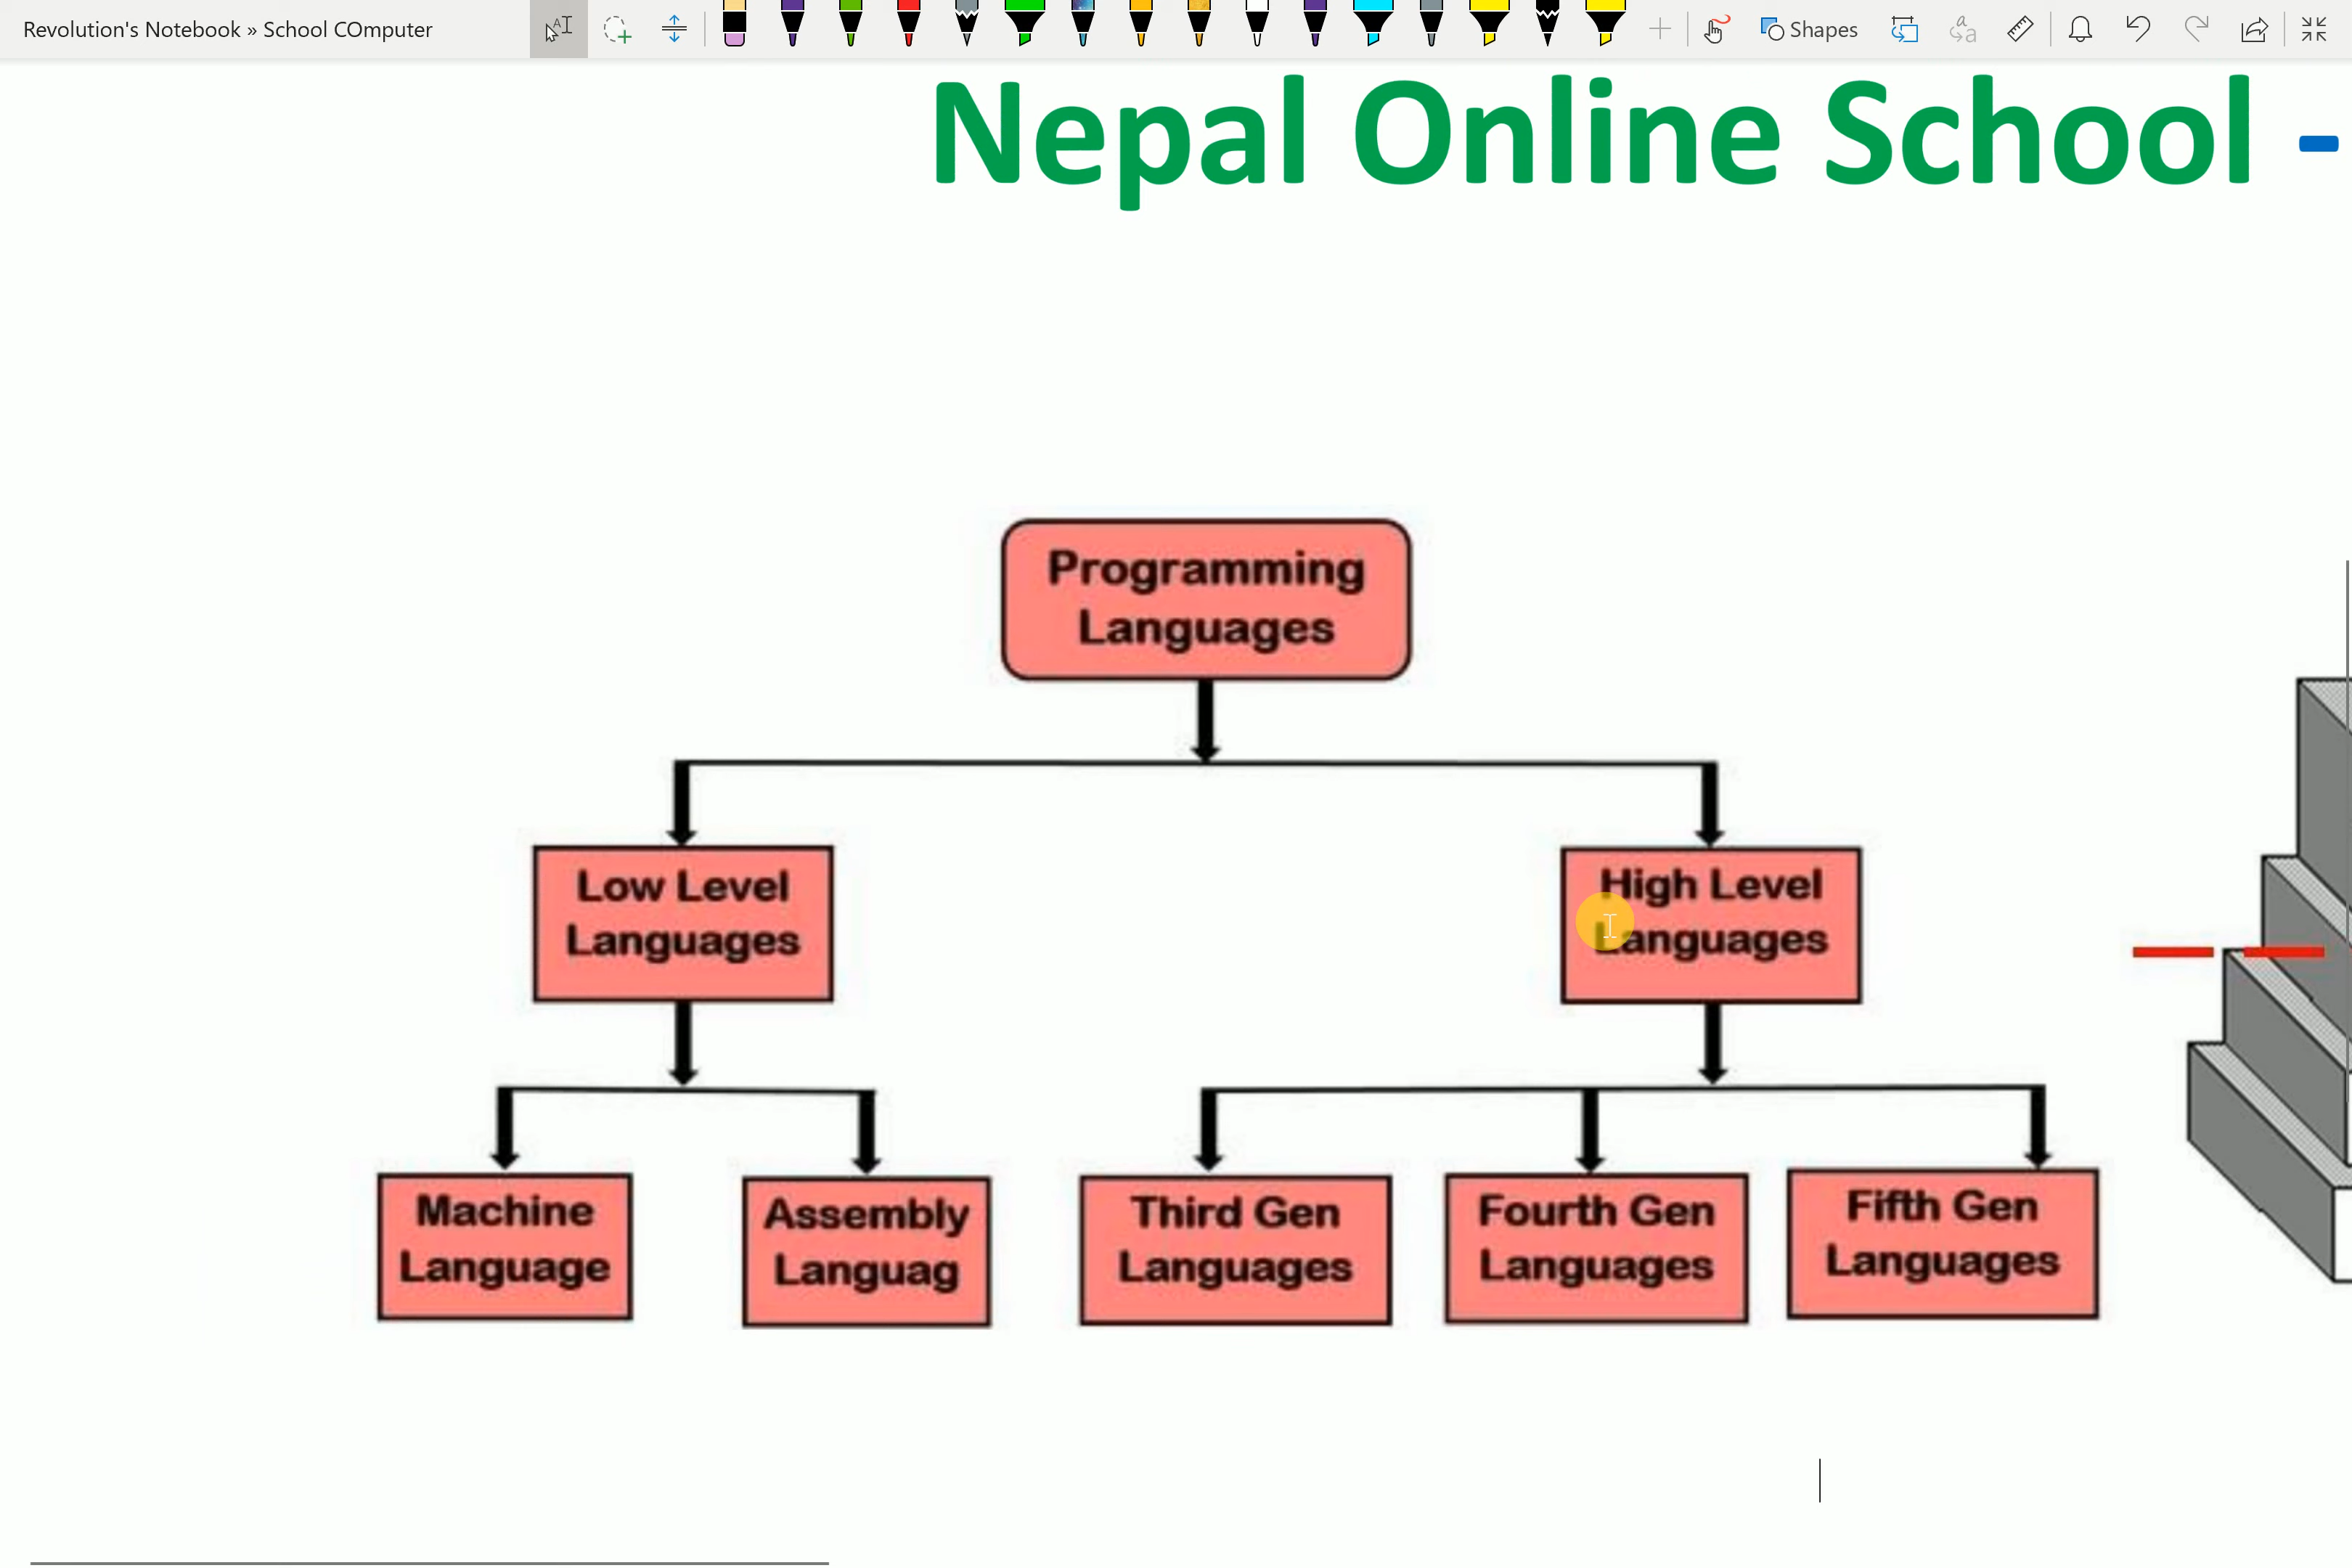 Revolution's Notebook » School COmputer
Shapes
Nepal Online School -
Programming
Languages
Low Level
Languages
High Level
Languages
Machine
Language
Assembly
Languag
Third Gen
Languages
Fourth Gen
Languages
Fifth Gen
Languages